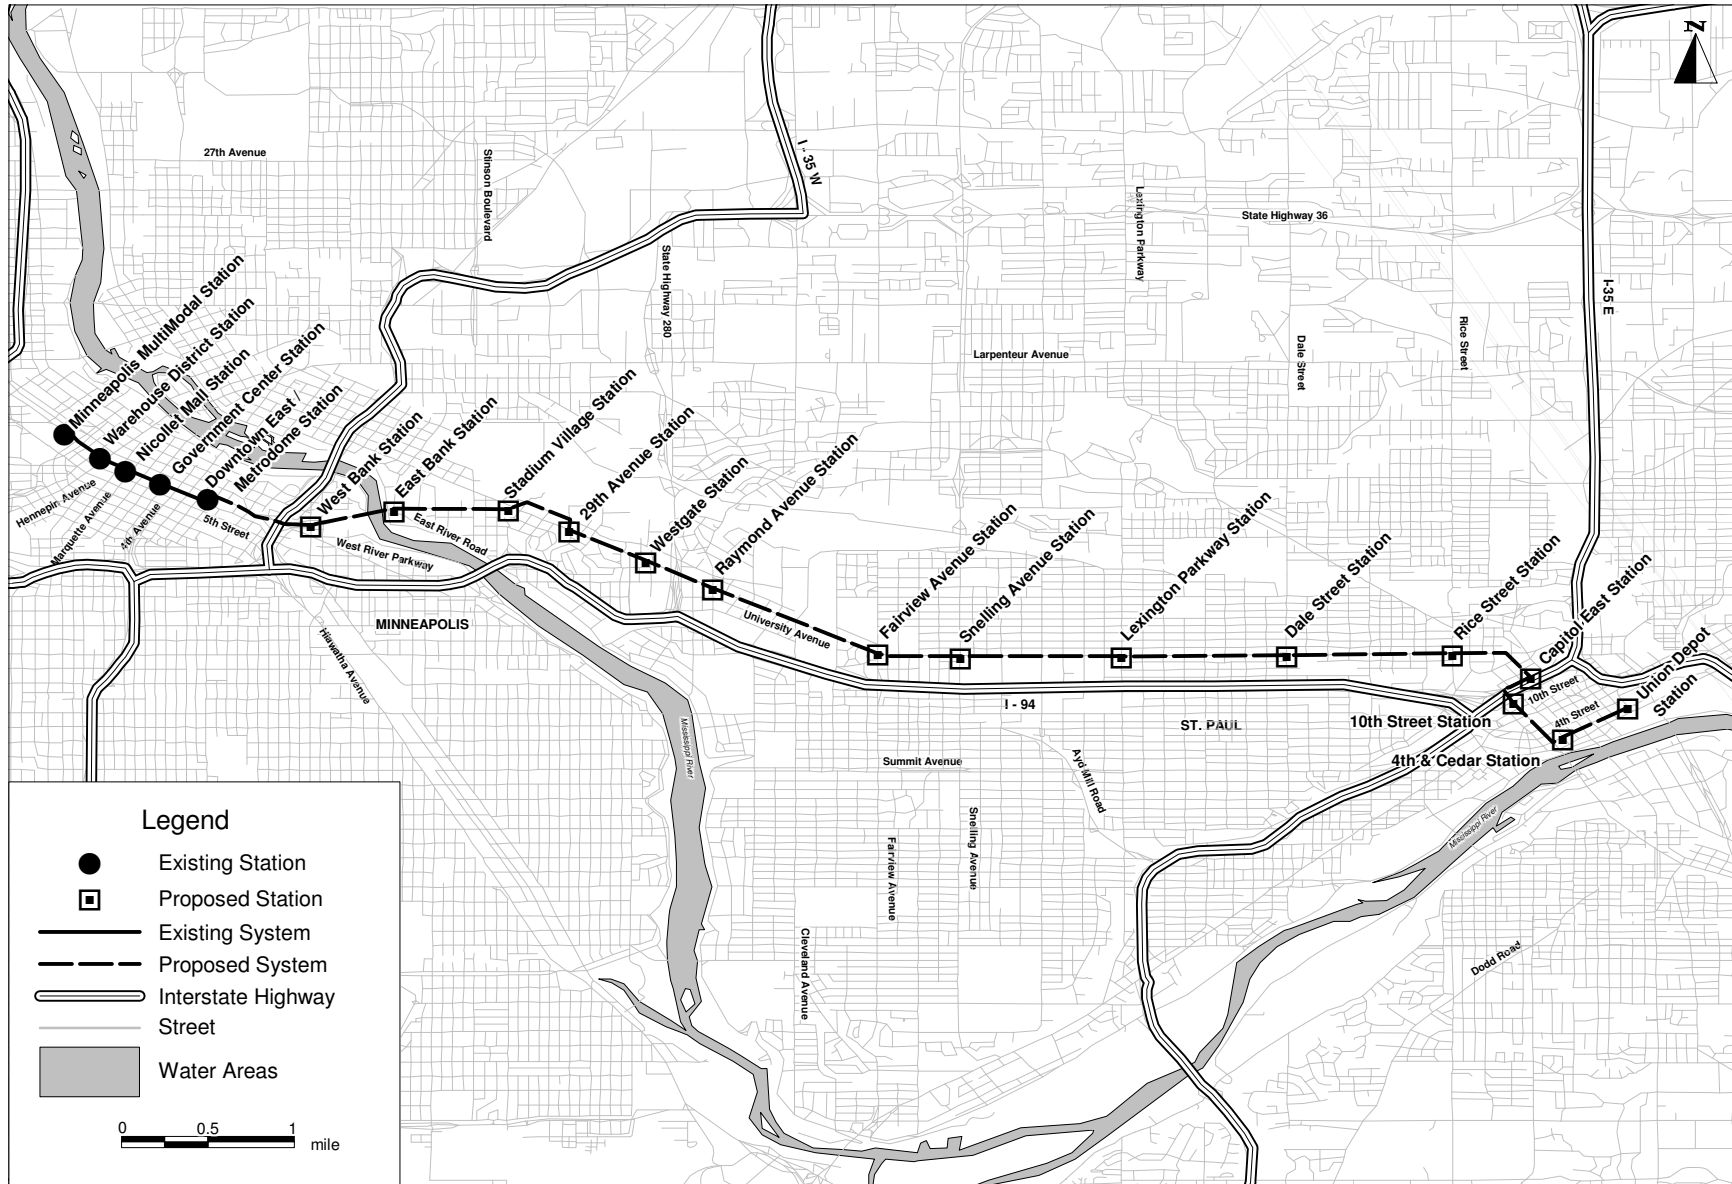 N
I - 35 W
27th Avenue
Stinson Boulevard
Lexington Parkway
State Highway 36
State Highway 280
I-35 E
Rice Street
Dale Street
Larpenteur Avenue
Minneapolis MultiModal Station
Warehouse District Station
Nicollet Mall Station
Government Center Station
Downtown East /
Metrodome Station
West Bank Station
East Bank Station
Stadium Village Station
29th Avenue Station
Westgate Station
Raymond Avenue Station
Fairview Avenue Station
Snelling Avenue Station
Lexington Parkway Station
Dale Street Station
Rice Street Station
Capitol East Station
Union Depot
Station
10th Street Station
4th & Cedar Station
Hennepin Avenue
Marquette Avenue
4th Avenue
5th Street
West River Parkway
East River Road
University Avenue
10th Street
4th Street
MINNEAPOLIS
Hiawatha Avenue
I - 94
ST. PAUL
Mississippi River
Summit Avenue
Ayd Mill Road
Snelling Avenue
Fairview Avenue
Cleveland Avenue
Mississippi River
Dodd Road
Legend
Existing Station
Proposed Station
Existing System
Proposed System
Interstate Highway
Street
Water Areas
0 0.5 1
mile